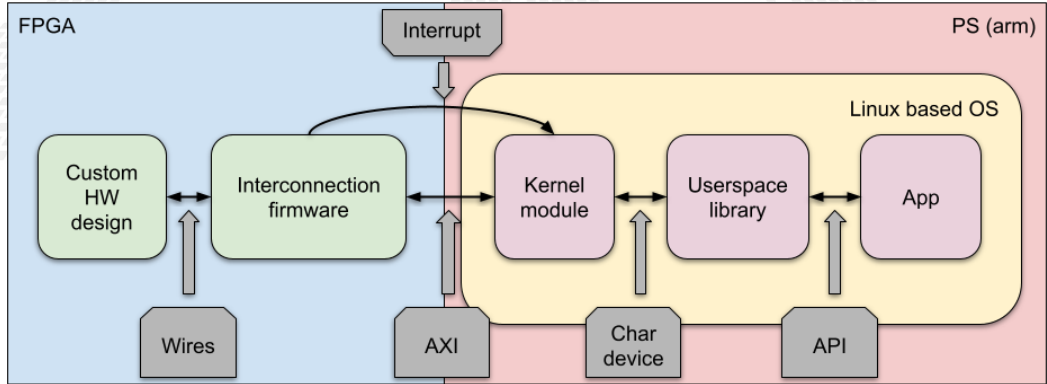 FPGA
Interrupt
PS (arm)
Linux based OS
Custom
HW
design
Interconnection
firmware
Kernel
module
Userspace
library
App
Wires
AXI
Char
device
API